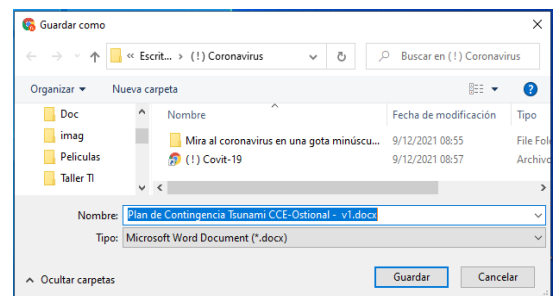 Guardar como
« Escrit... › (!) Coronavirus
Buscar en (!) Coronavirus
Organizar Nueva carpeta
Doc
imag
Peliculas
Taller TI
Nombre Fecha de modificación Tipo
Mira al coronavirus en una gota minúscu... 9/12/2021 08:55 File Fol
(!) Covit-19 9/12/2021 08:57 Archivo
Nombre: Plan de Contingencia Tsunami CCE-Ostional - v1.docx
Tipo: Microsoft Word Document (*.docx)
Ocultar carpetas Guardar Cancelar